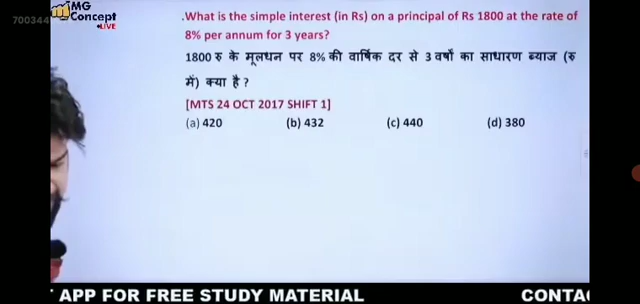 MG
Concept
700344
LIVE
.What is the simple interest (in Rs) on a principal of Rs 1800 at the rate of
8% per annum for 3 years?
1800 रु के मूलधन पर 8% की वार्षिक दर से 3 वर्षों का साधारण ब्याज (रु
में) क्या है ?
[MTS 24 OCT 2017 SHIFT 1]
(a) 420 (b) 432 (c) 440 (d) 380
APP FOR FREE STUDY MATERIAL CONTA